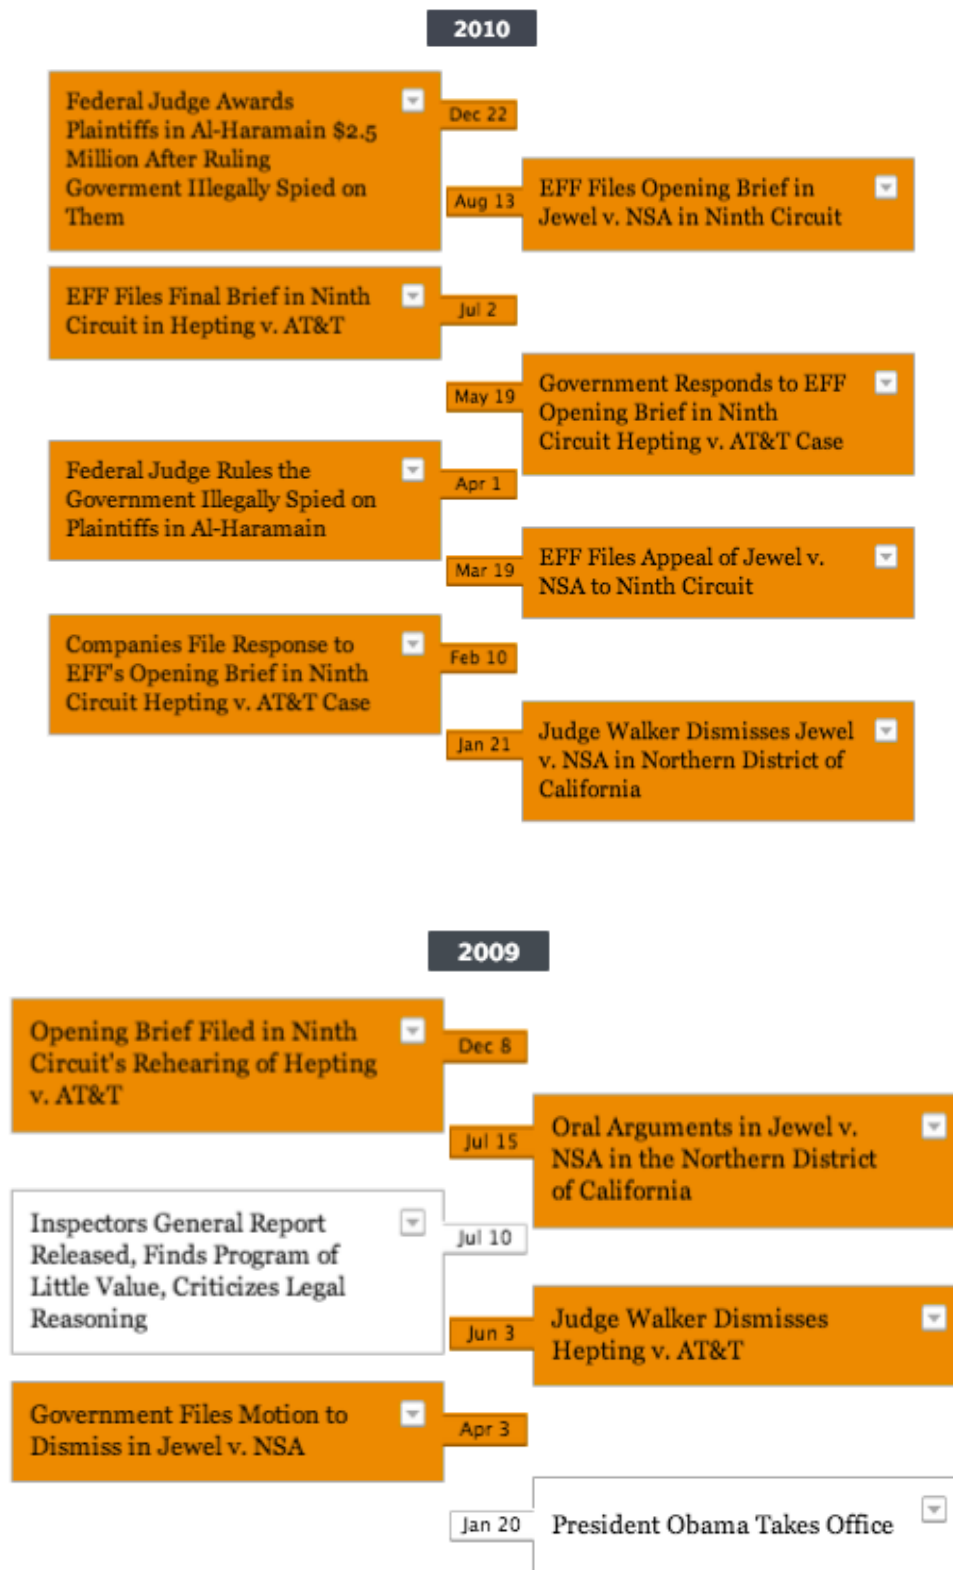 2010
Federal Judge Awards
Plaintiffs in Al-Haramain $2.5
Million After Ruling
Goverment IIlegally Spied on
Them
Dec 22
Aug 13
EFF Files Opening Brief in
Jewel v. NSA in Ninth Circuit
EFF Files Final Brief in Ninth
Circuit in Hepting v. AT&T
Jul 2
May 19
Government Responds to EFF
Opening Brief in Ninth
Circuit Hepting v. AT&T Case
Federal Judge Rules the
Government Illegally Spied on
Plaintiffs in Al-Haramain
Apr 1
Mar 19
EFF Files Appeal of Jewel v.
NSA to Ninth Circuit
Companies File Response to
EFF's Opening Brief in Ninth
Circuit Hepting v. AT&T Case
Feb 10
Jan 21
Judge Walker Dismisses Jewel
v. NSA in Northern District of
California
2009
Opening Brief Filed in Ninth
Circuit's Rehearing of Hepting
v. AT&T
Dec 8
Jul 15
Oral Arguments in Jewel v.
NSA in the Northern District
of California
Inspectors General Report
Released, Finds Program of
Little Value, Criticizes Legal
Reasoning
Jul 10
Jun 3
Judge Walker Dismisses
Hepting v. AT&T
Government Files Motion to
Dismiss in Jewel v. NSA
Apr 3
Jan 20
President Obama Takes Office